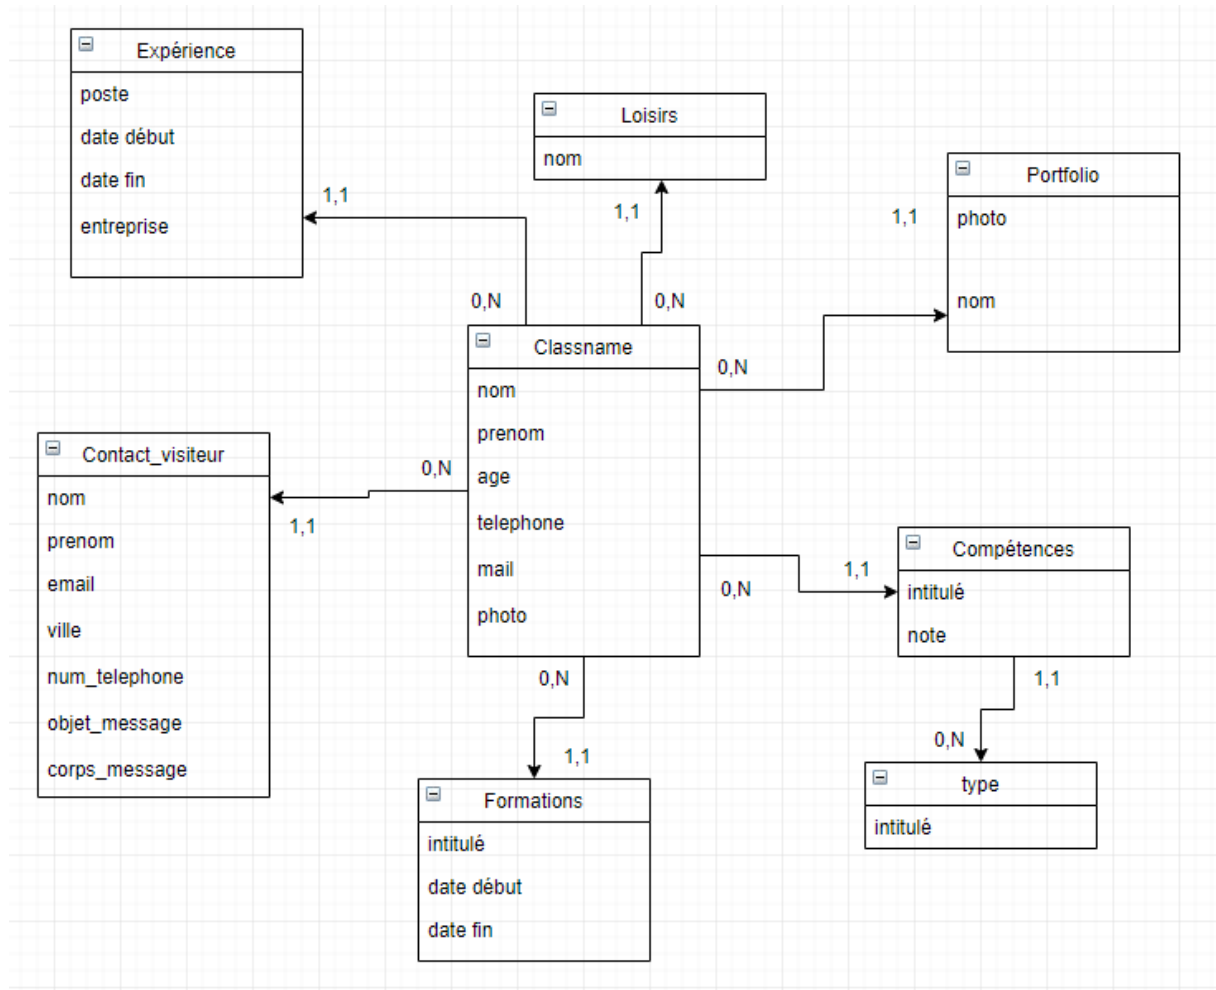 Expérience
poste
date début
date fin
entreprise
1,1
0,N
Loisirs
nom
1,1
0,N
Portfolio
photo
nom
1,1
0,N
Classname
nom
prenom
age
telephone
mail
photo
Contact_visiteur
nom
prenom
email
ville
num_telephone
objet_message
corps_message
0,N
1,1
Compétences
intitulé
note
1,1
0,N
1,1
0,N
type
intitulé
0,N
1,1
Formations
intitulé
date début
date fin